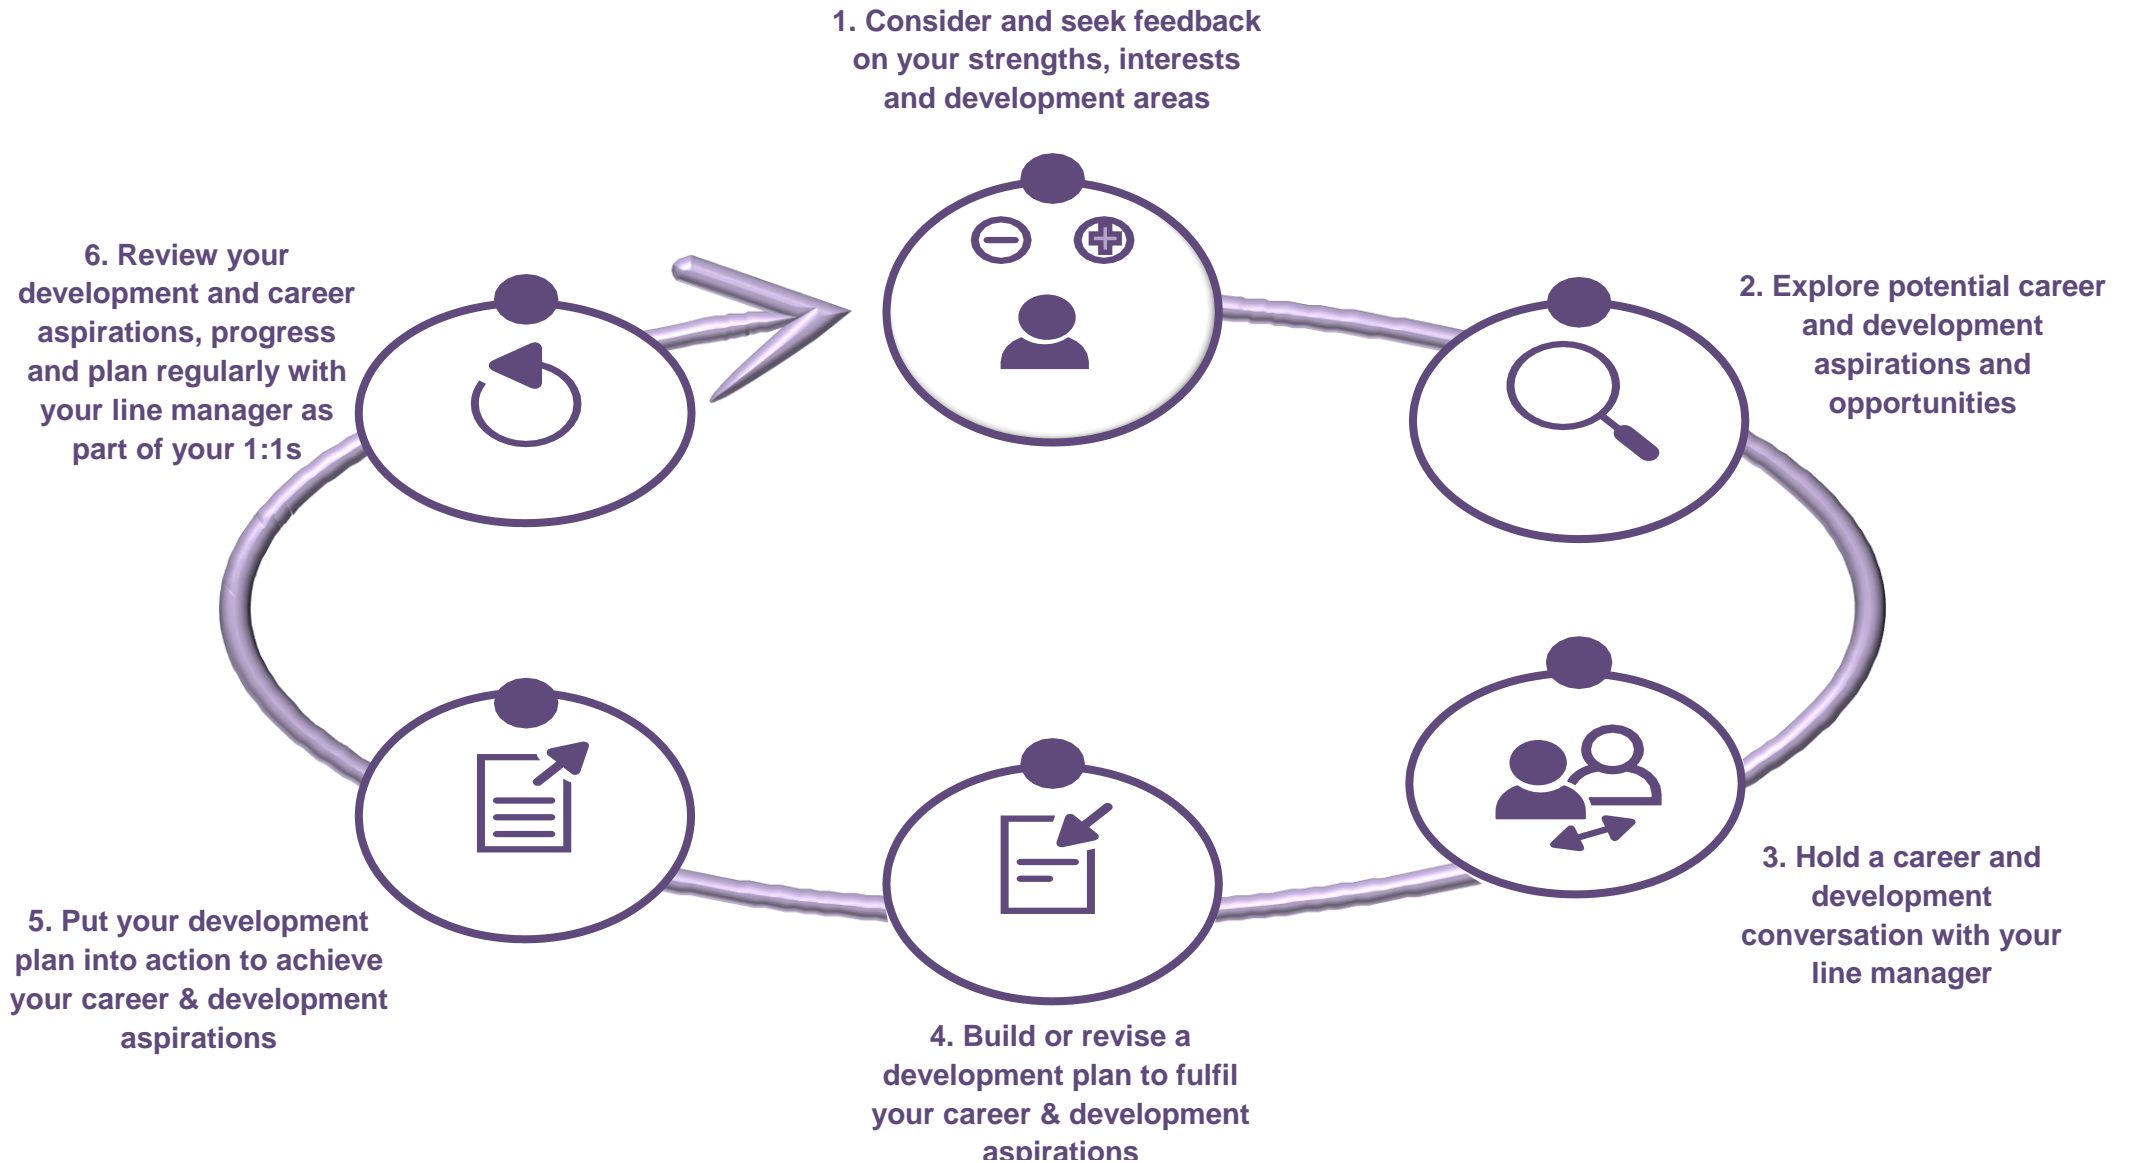 1. Consider and seek feedback
on your strengths, interests
and development areas
2. Explore potential career
and development
aspirations and
opportunities
3. Hold a career and
development
conversation with your
line manager
4. Build or revise a
development plan to fulfil
your career & development
aspirations
5. Put your development
plan into action to achieve
your career & development
aspirations
6. Review your
development and career
aspirations, progress
and plan regularly with
your line manager as
part of your 1:1s